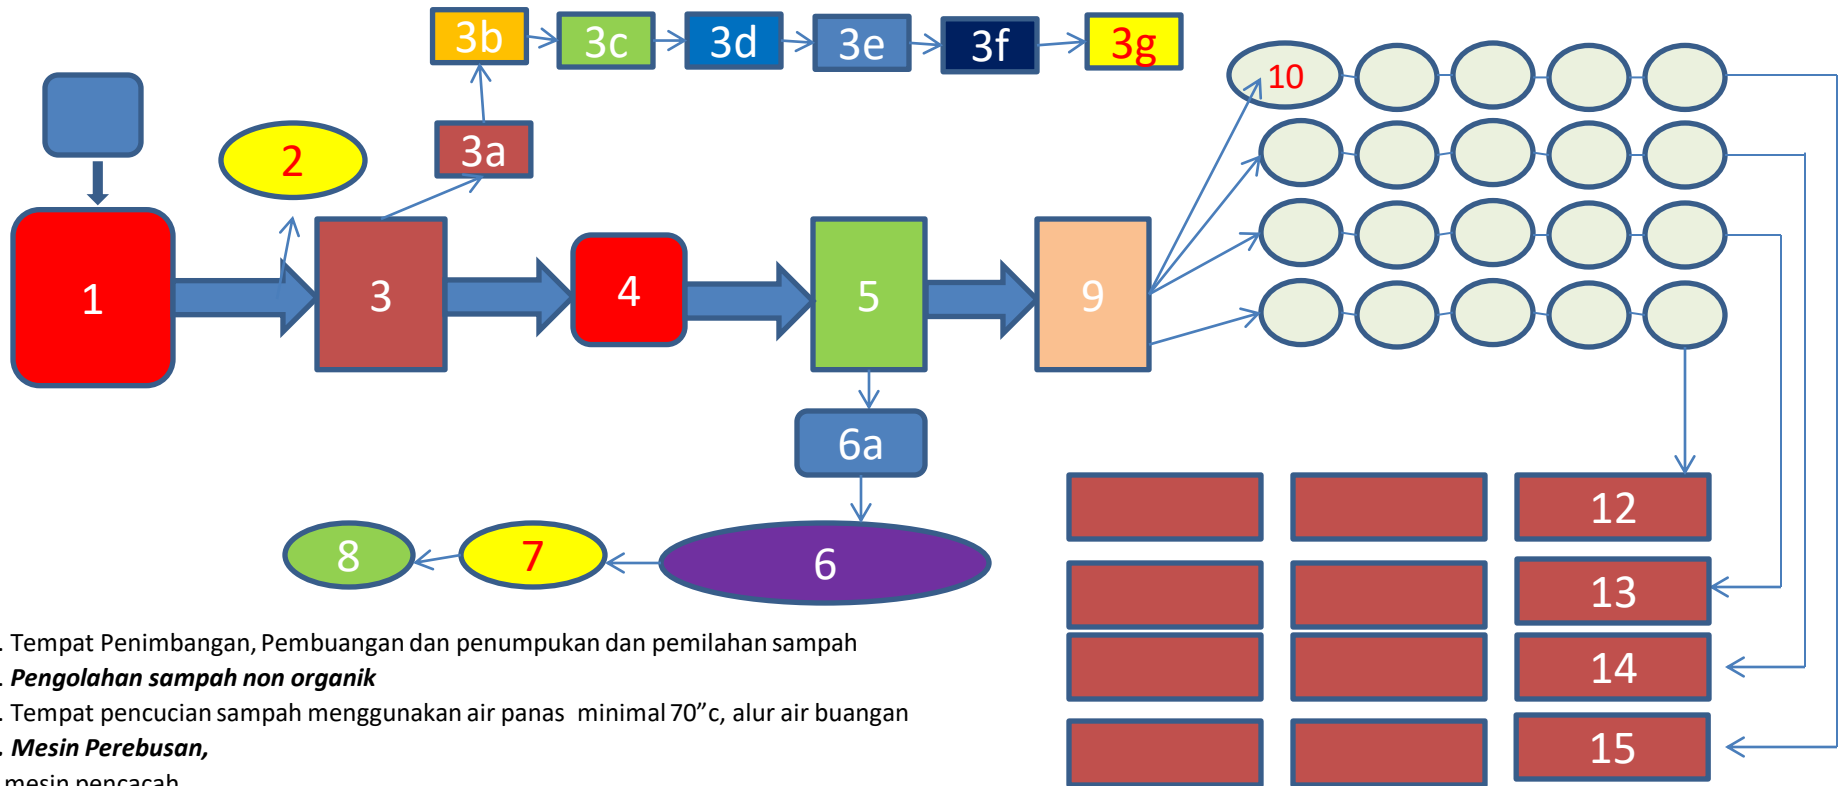 3b
3c
3d
3e
3f
3g
10
2
3a
1
3
4
5
9
6a
12
8
7
6
13
14
15
. Tempat Penimbangan, Pembuangan dan penumpukan dan pemilahan sampah
. Pengolahan sampah non organik
. Tempat pencucian sampah menggunakan air panas minimal 70”c, alur air buangan
. Mesin Perebusan,
mesin pencacah